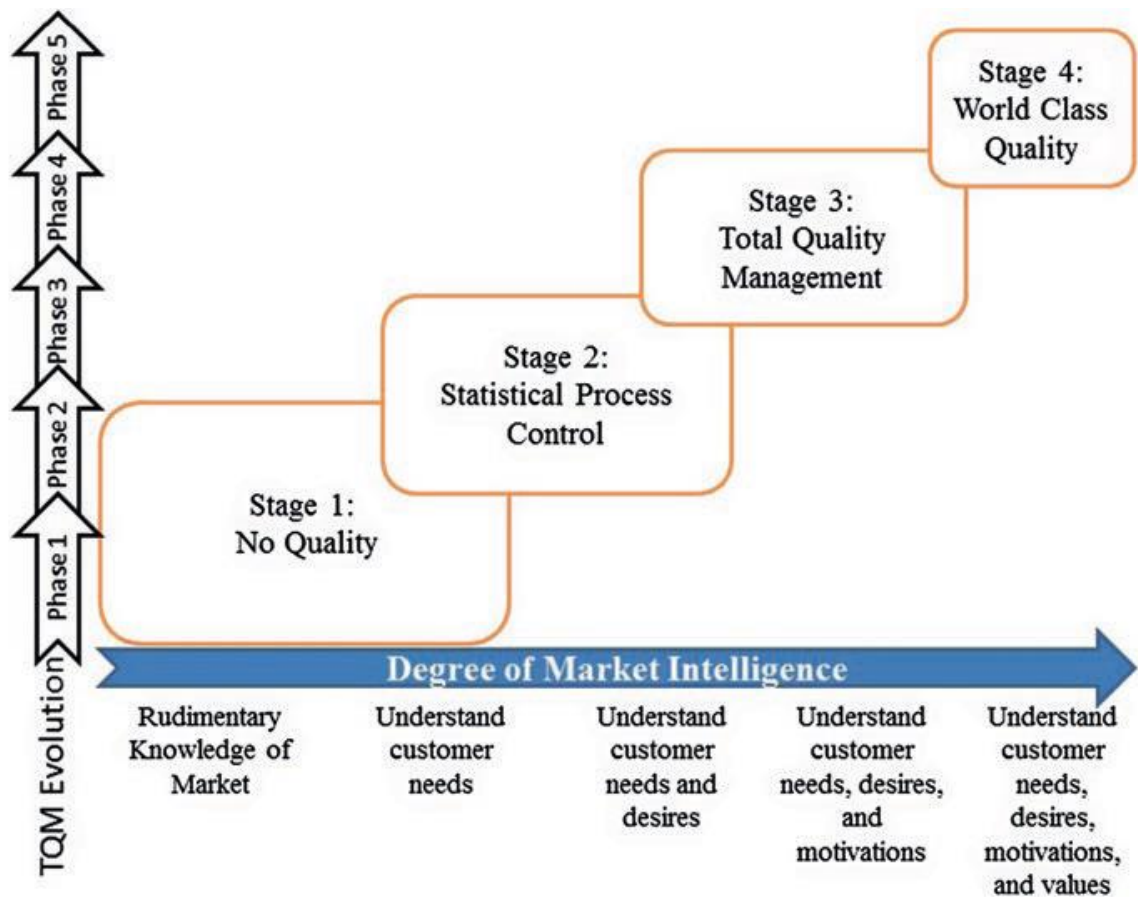 Phase 5
Phase 4
Phase 3
Phase 2
Phase 1
TQM Evolution
Stage 4:
World Class
Quality
Stage 3:
Total Quality
Management
Stage 2:
Statistical Process
Control
Stage 1:
No Quality
Degree of Market Intelligence
Rudimentary
Knowledge of
Market
Understand
customer
needs
Understand
customer
needs and
desires
Understand
customer
needs, desires,
and
motivations
Understand
customer
needs,
desires,
motivations,
and values